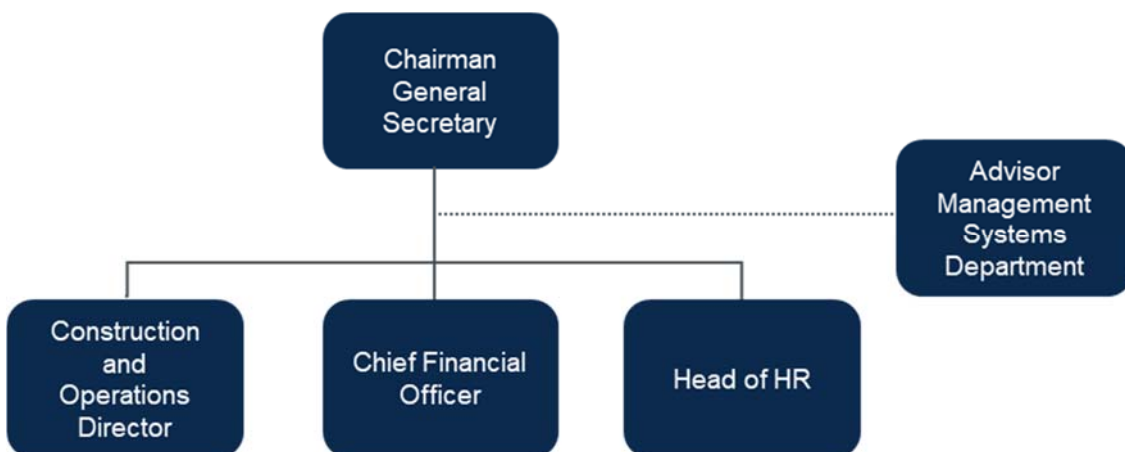 Chairman
General
Secretary
Advisor
Management
Systems
Department
Construction
and
Operations
Director
Chief Financial
Officer
Head of HR